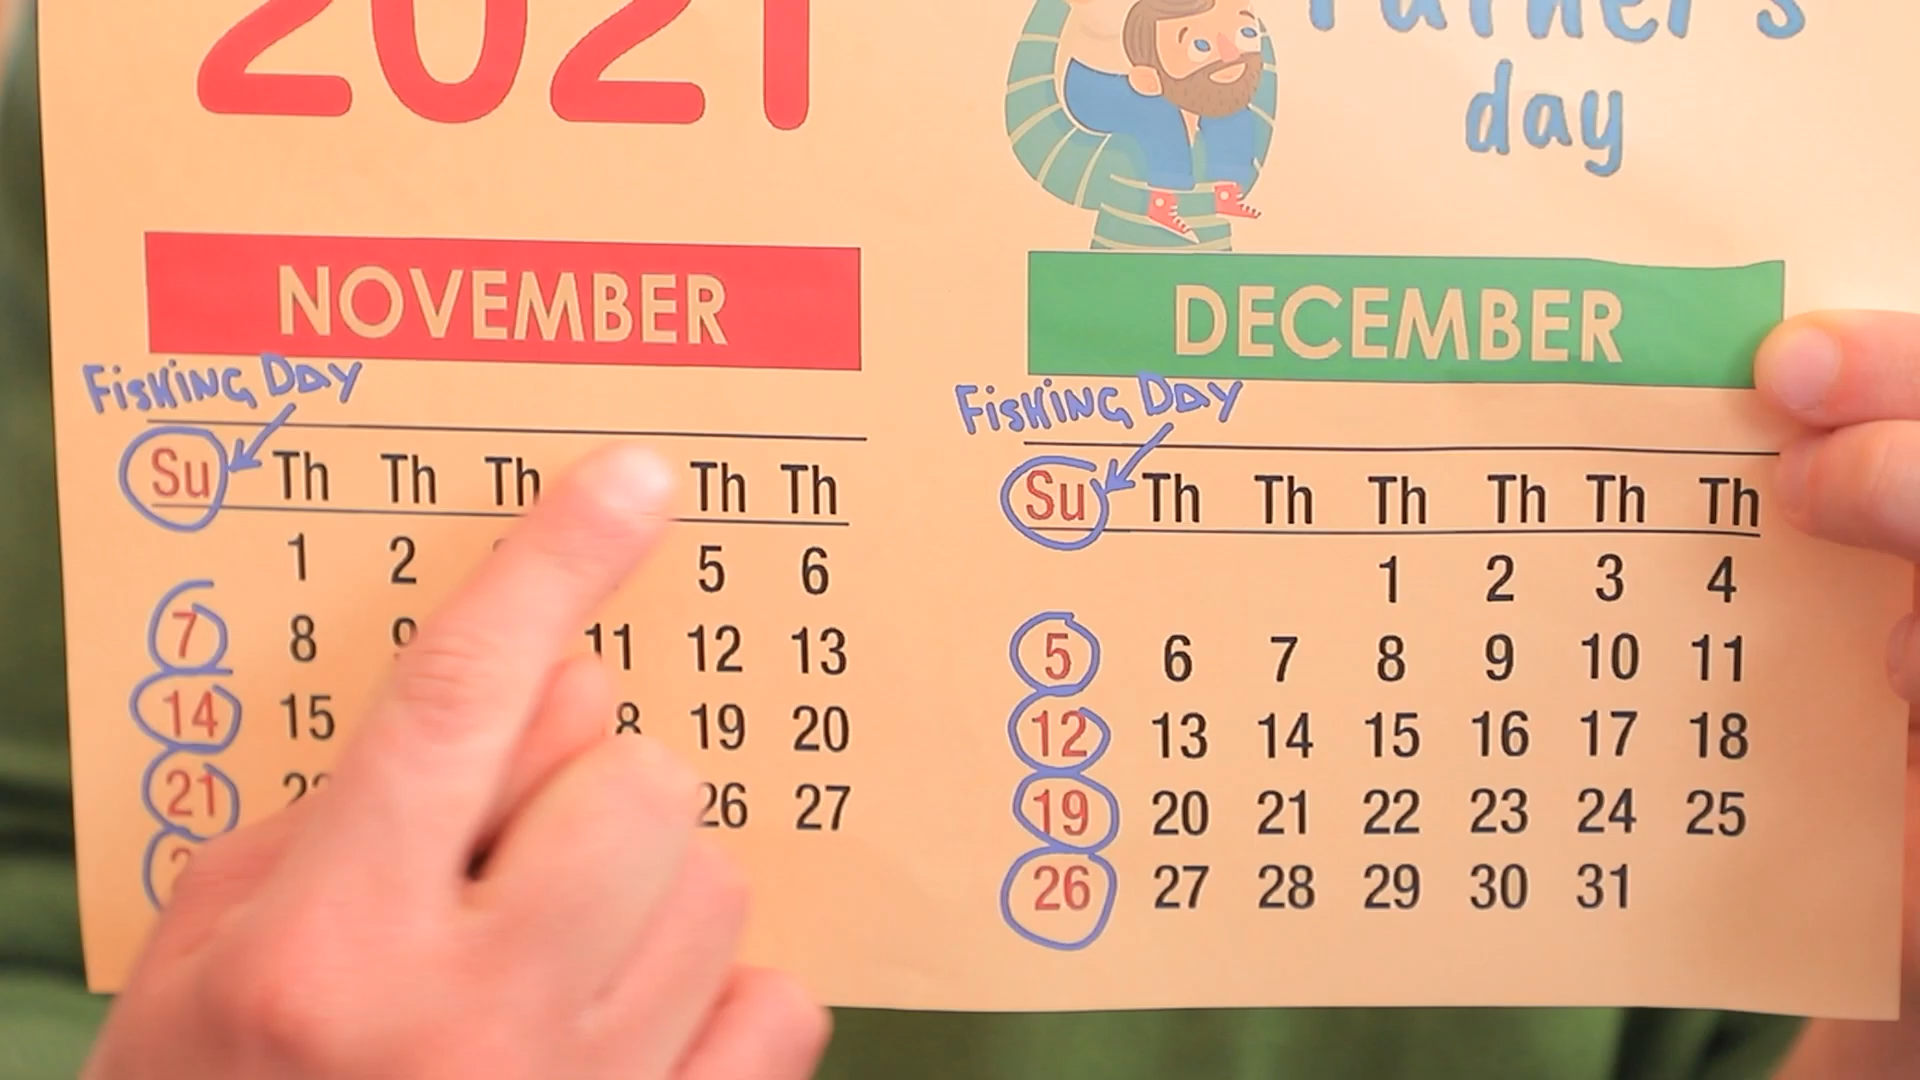 2021
Father's
day
NOVEMBER
DECEMBER
Fishing Day
Fishing Day
Su Th Th Th Th Th
1 2 5 6
7 8 9 11 12 13
14 15 19 20
21 26 27
Su Th Th Th Th Th Th
1 2 3 4
5 6 7 8 9 10 11
12 13 14 15 16 17 18
19 20 21 22 23 24 25
26 27 28 29 30 31